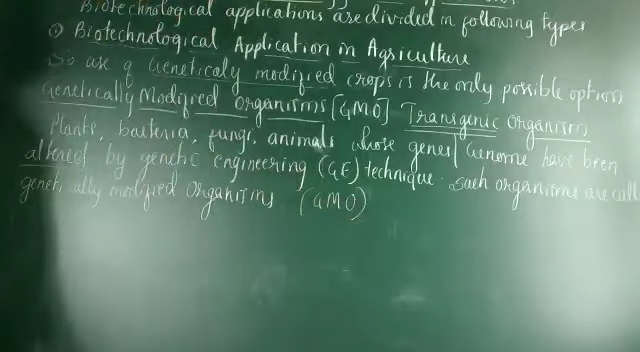 Biotechnological applications are divided in following types
① Biotechnological Application in Agriculture
So use of Genetically modified crops is the only possible option
Genetically Modified Organisms [GMO] Transgenic Organism
Plants, bacteria, fungi, animals whose genes/Genome have been
altered by genetic engineering (GE) technique. Such organisms are call
genetically modified Organisms (GMO)